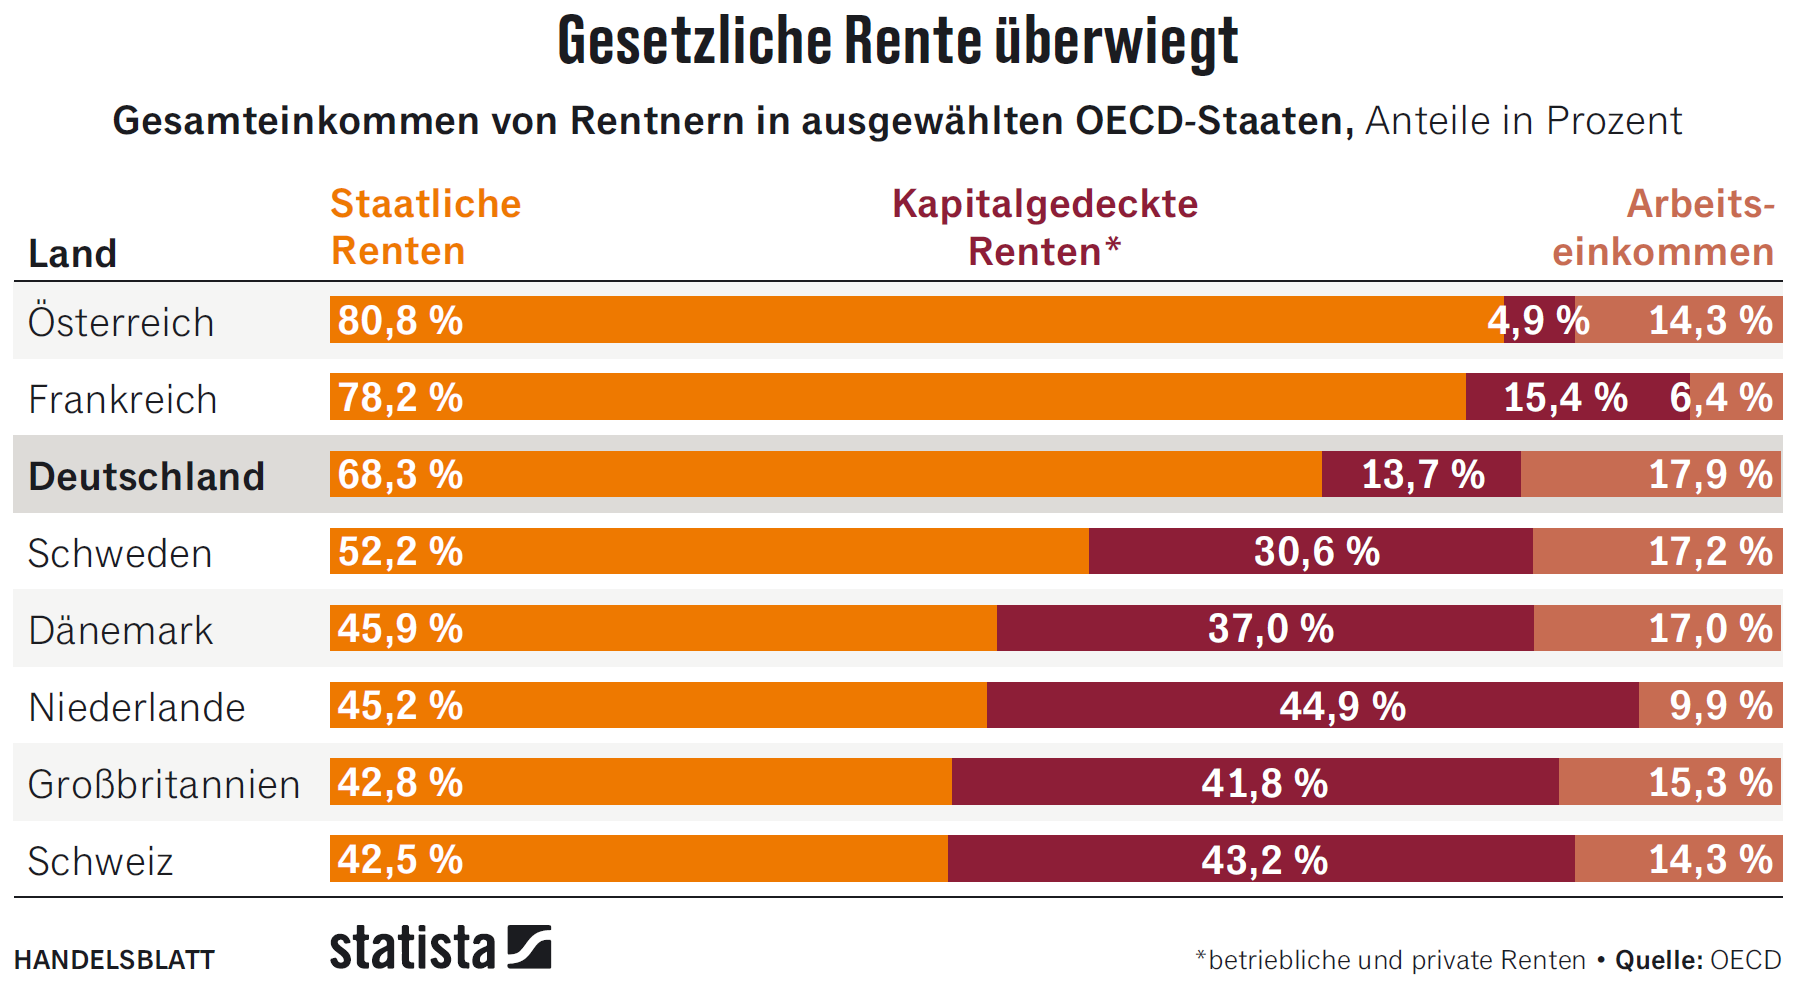 Gesetzliche Rente überwiegt
Gesamteinkommen von Rentnern in ausgewählten OECD-Staaten, Anteile in Prozent
Land
Staatliche
Renten
Kapitalgedeckte
Renten*
Arbeits-
einkommen
Österreich 80,8 % 4,9 % 14,3 %
Frankreich 78,2 % 15,4 % 6,4 %
Deutschland 68,3 % 13,7 % 17,9 %
Schweden 52,2 % 30,6 % 17,2 %
Dänemark 45,9 % 37,0 % 17,0 %
Niederlande 45,2 % 44,9 % 9,9 %
Großbritannien 42,8 % 41,8 % 15,3 %
Schweiz 42,5 % 43,2 % 14,3 %
HANDELSBLATT
statista
*betriebliche und private Renten • Quelle: OECD